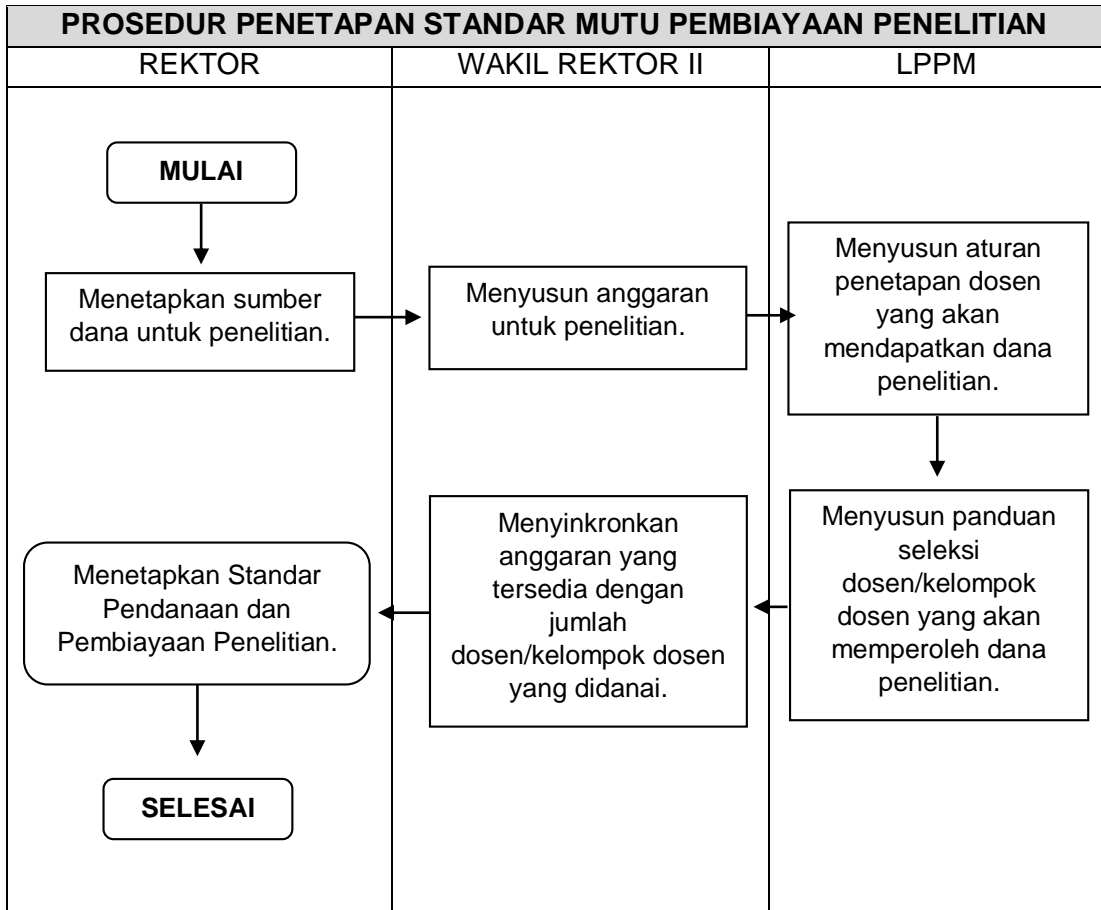 PROSEDUR PENETAPAN STANDAR MUTU PEMBIAYAAN PENELITIAN
REKTOR
WAKIL REKTOR II
LPPM
MULAI
Menetapkan sumber
dana untuk penelitian.
Menyusun anggaran
untuk penelitian.
Menyusun aturan
penetapan dosen
yang akan
mendapatkan dana
penelitian.
Menyusun panduan
seleksi
dosen/kelompok
dosen yang akan
memperoleh dana
penelitian.
Menyinkronkan
anggaran yang
tersedia dengan
jumlah
dosen/kelompok dosen
yang didanai.
Menetapkan Standar
Pendanaan dan
Pembiayaan Penelitian.
SELESAI